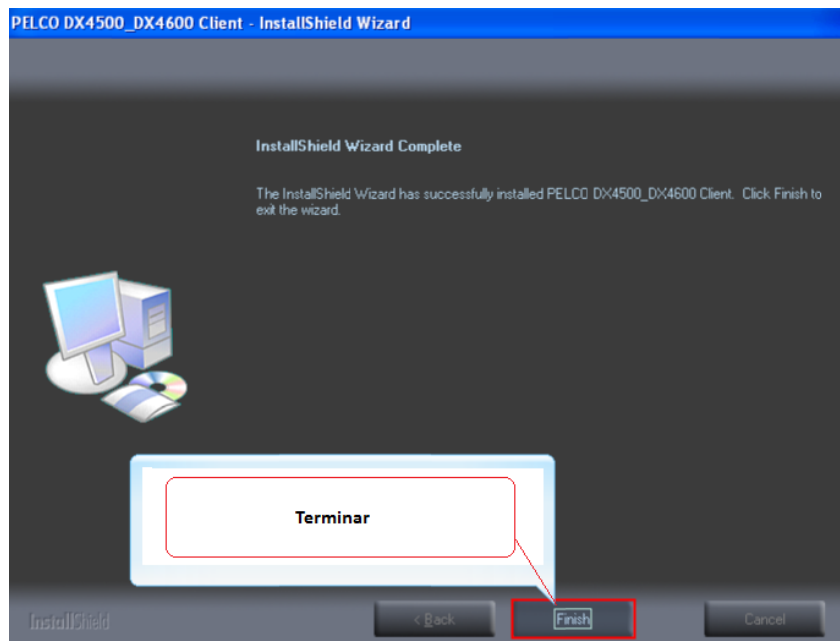 PELCO DX4500_DX4600 Client - InstallShield Wizard
InstallShield Wizard Complete
The InstallShield Wizard has successfully installed PELCO DX4500_DX4600 Client. Click Finish to
exit the wizard.
Terminar
InstallShield
< Back
Finish
Cancel